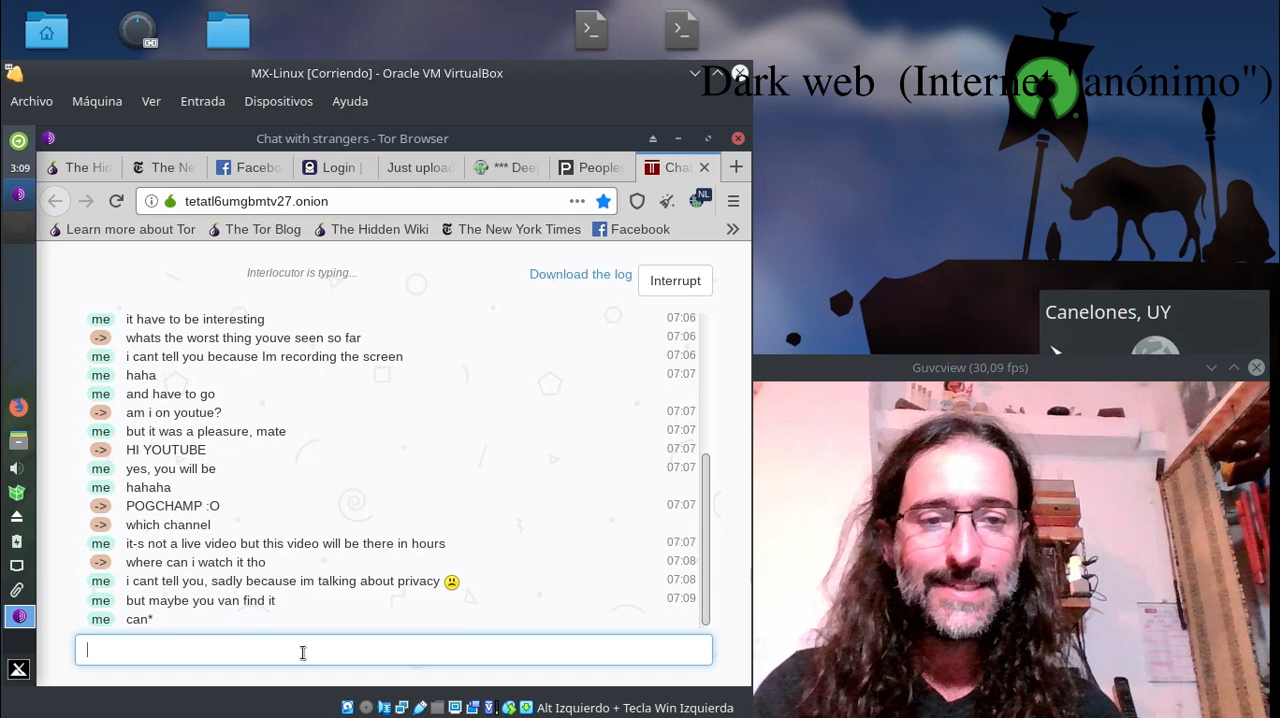 Dark web (Internet "anónimo")
MX-Linux [Corriendo] - Oracle VM VirtualBox
Archivo Máquina Ver Entrada Dispositivos Ayuda
Chat with strangers - Tor Browser
3:09
The Hid The Ne Facebo Login | Just uploa *** Dee Peoples Chat
tetatl6umgbmtv27.onion
NL
Learn more about Tor The Tor Blog The Hidden Wiki The New York Times Facebook
Interlocutor is typing...
Download the log
Interrupt
me it have to be interesting 07:06
-> whats the worst thing youve seen so far 07:06
me i cant tell you because Im recording the screen 07:06
me haha 07:07
me and have to go
-> am i on youtue? 07:07
me but it was a pleasure, mate 07:07
-> HI YOUTUBE 07:07
me yes, you will be 07:07
me hahaha
-> POGCHAMP :O 07:07
-> which channel
me it-s not a live video but this video will be there in hours 07:07
-> where can i watch it tho 07:08
me i cant tell you, sadly because im talking about privacy 07:08
me but maybe you van find it 07:09
me can*
Alt Izquierdo + Tecla Win Izquierda
Canelones, UY
Guvcview (30,09 fps)